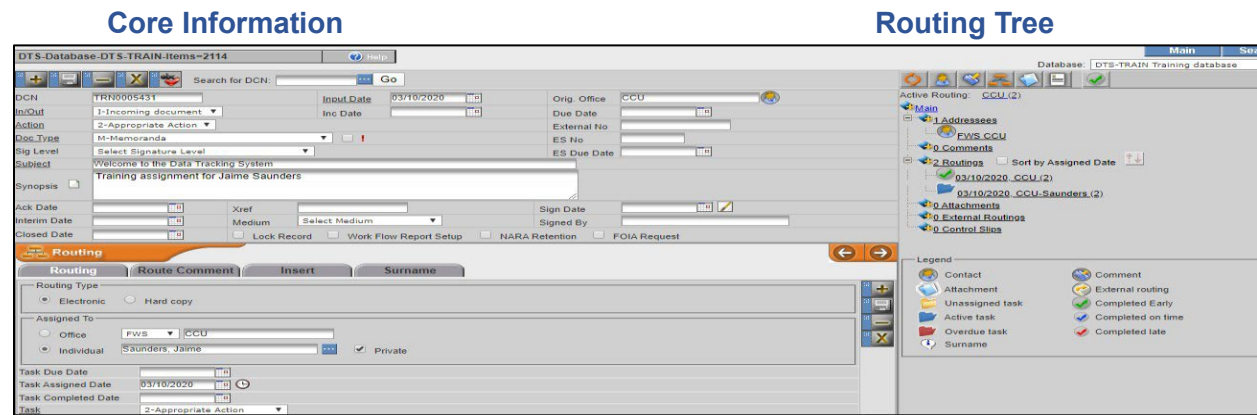 Core Information Routing Tree
DTS-Database-DTS-TRAIN-Items=2114 Help Main Sea
Database: DTS-TRAIN Training database
Search for DCN: Go
DCN TRN0005431 Input Date 03/10/2020 Orig. Office CCU
In/Out I-Incoming document Inc Date Due Date
Action 2-Appropriate Action External No
Doc Type M-Memoranda ! ES No
Sig Level Select Signature Level ES Due Date
Subject Welcome to the Data Tracking System
Synopsis Training assignment for Jaime Saunders
Ack Date Xref Sign Date
Interim Date Medium Select Medium Signed By
Closed Date Lock Record Work Flow Report Setup NARA Retention FOIA Request
Routing
Routing Route Comment Insert Surname
Routing Type
Electronic Hard copy
Assigned To
Office FWS CCU
Individual Saunders, Jaime Private
Task Due Date
Task Assigned Date 03/10/2020
Task Completed Date
Task 2-Appropriate Action
Active Routing: CCU (2)
Main
1 Addressees
FWS CCU
0 Comments
2 Routings Sort by Assigned Date
03/10/2020, CCU (2)
03/10/2020, CCU-Saunders (2)
0 Attachments
0 External Routings
0 Control Slips
Legend
Contact Comment
Attachment External routing
Unassigned task Completed Early
Active task Completed on time
Overdue task Completed late
Surname